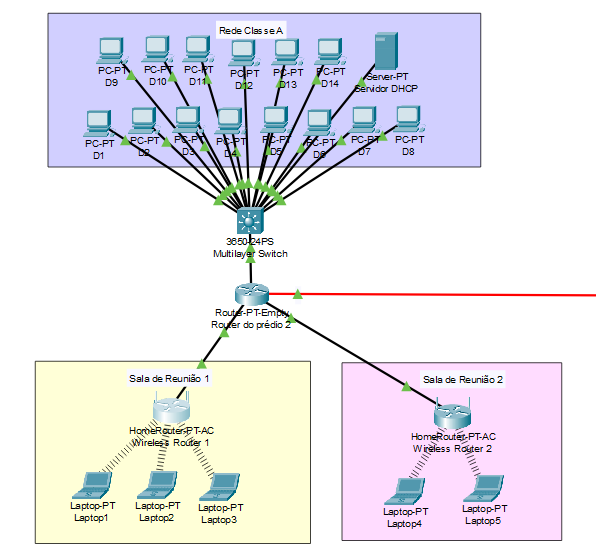 Rede Classe A
PC-PT
D9
PC-PT
D10
PC-PT
D11
PC-PT
D12
PC-PT
D13
PC-PT
D14
Server-PT
Servidor DHCP
PC-PT
D1
PC-PT
D2
PC-PT
D3
PC-PT
D4
PC-PT
D5
PC-PT
D6
PC-PT
D7
PC-PT
D8
3650-24PS
Multilayer Switch
Router-PT-Empty
Router do prédio 2
Sala de Reunião 1
HomeRouter-PT-AC
Wireless Router 1
Laptop-PT
Laptop1
Laptop-PT
Laptop2
Laptop-PT
Laptop3
Sala de Reunião 2
HomeRouter-PT-AC
Wireless Router 2
Laptop-PT
Laptop4
Laptop-PT
Laptop5